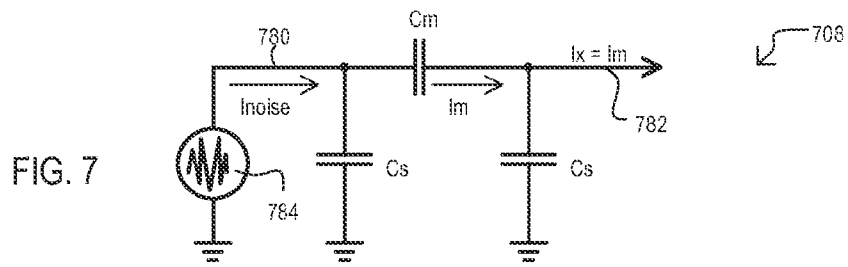 Cm
780
708
Ix = Im
Inoise
Im
782
FIG. 7
Cs
Cs
784